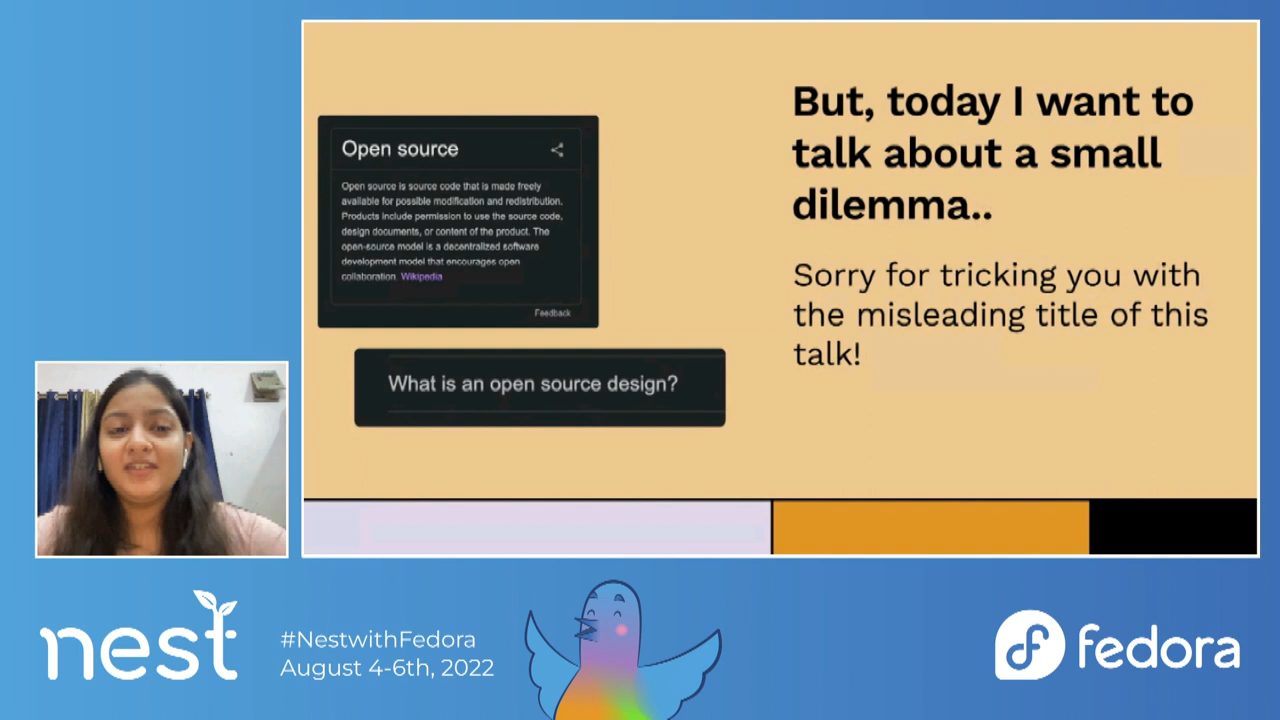 Open source
Open source is source code that is made freely
available for possible modification and redistribution.
Products include permission to use the source code,
design documents, or content of the product. The
open-source model is a decentralized software
development model that encourages open
collaboration. Wikipedia
Feedback
What is an open source design?
But, today I want to
talk about a small
dilemma..
Sorry for tricking you with
the misleading title of this
talk!
nest
#NestwithFedora
August 4-6th, 2022
fedora